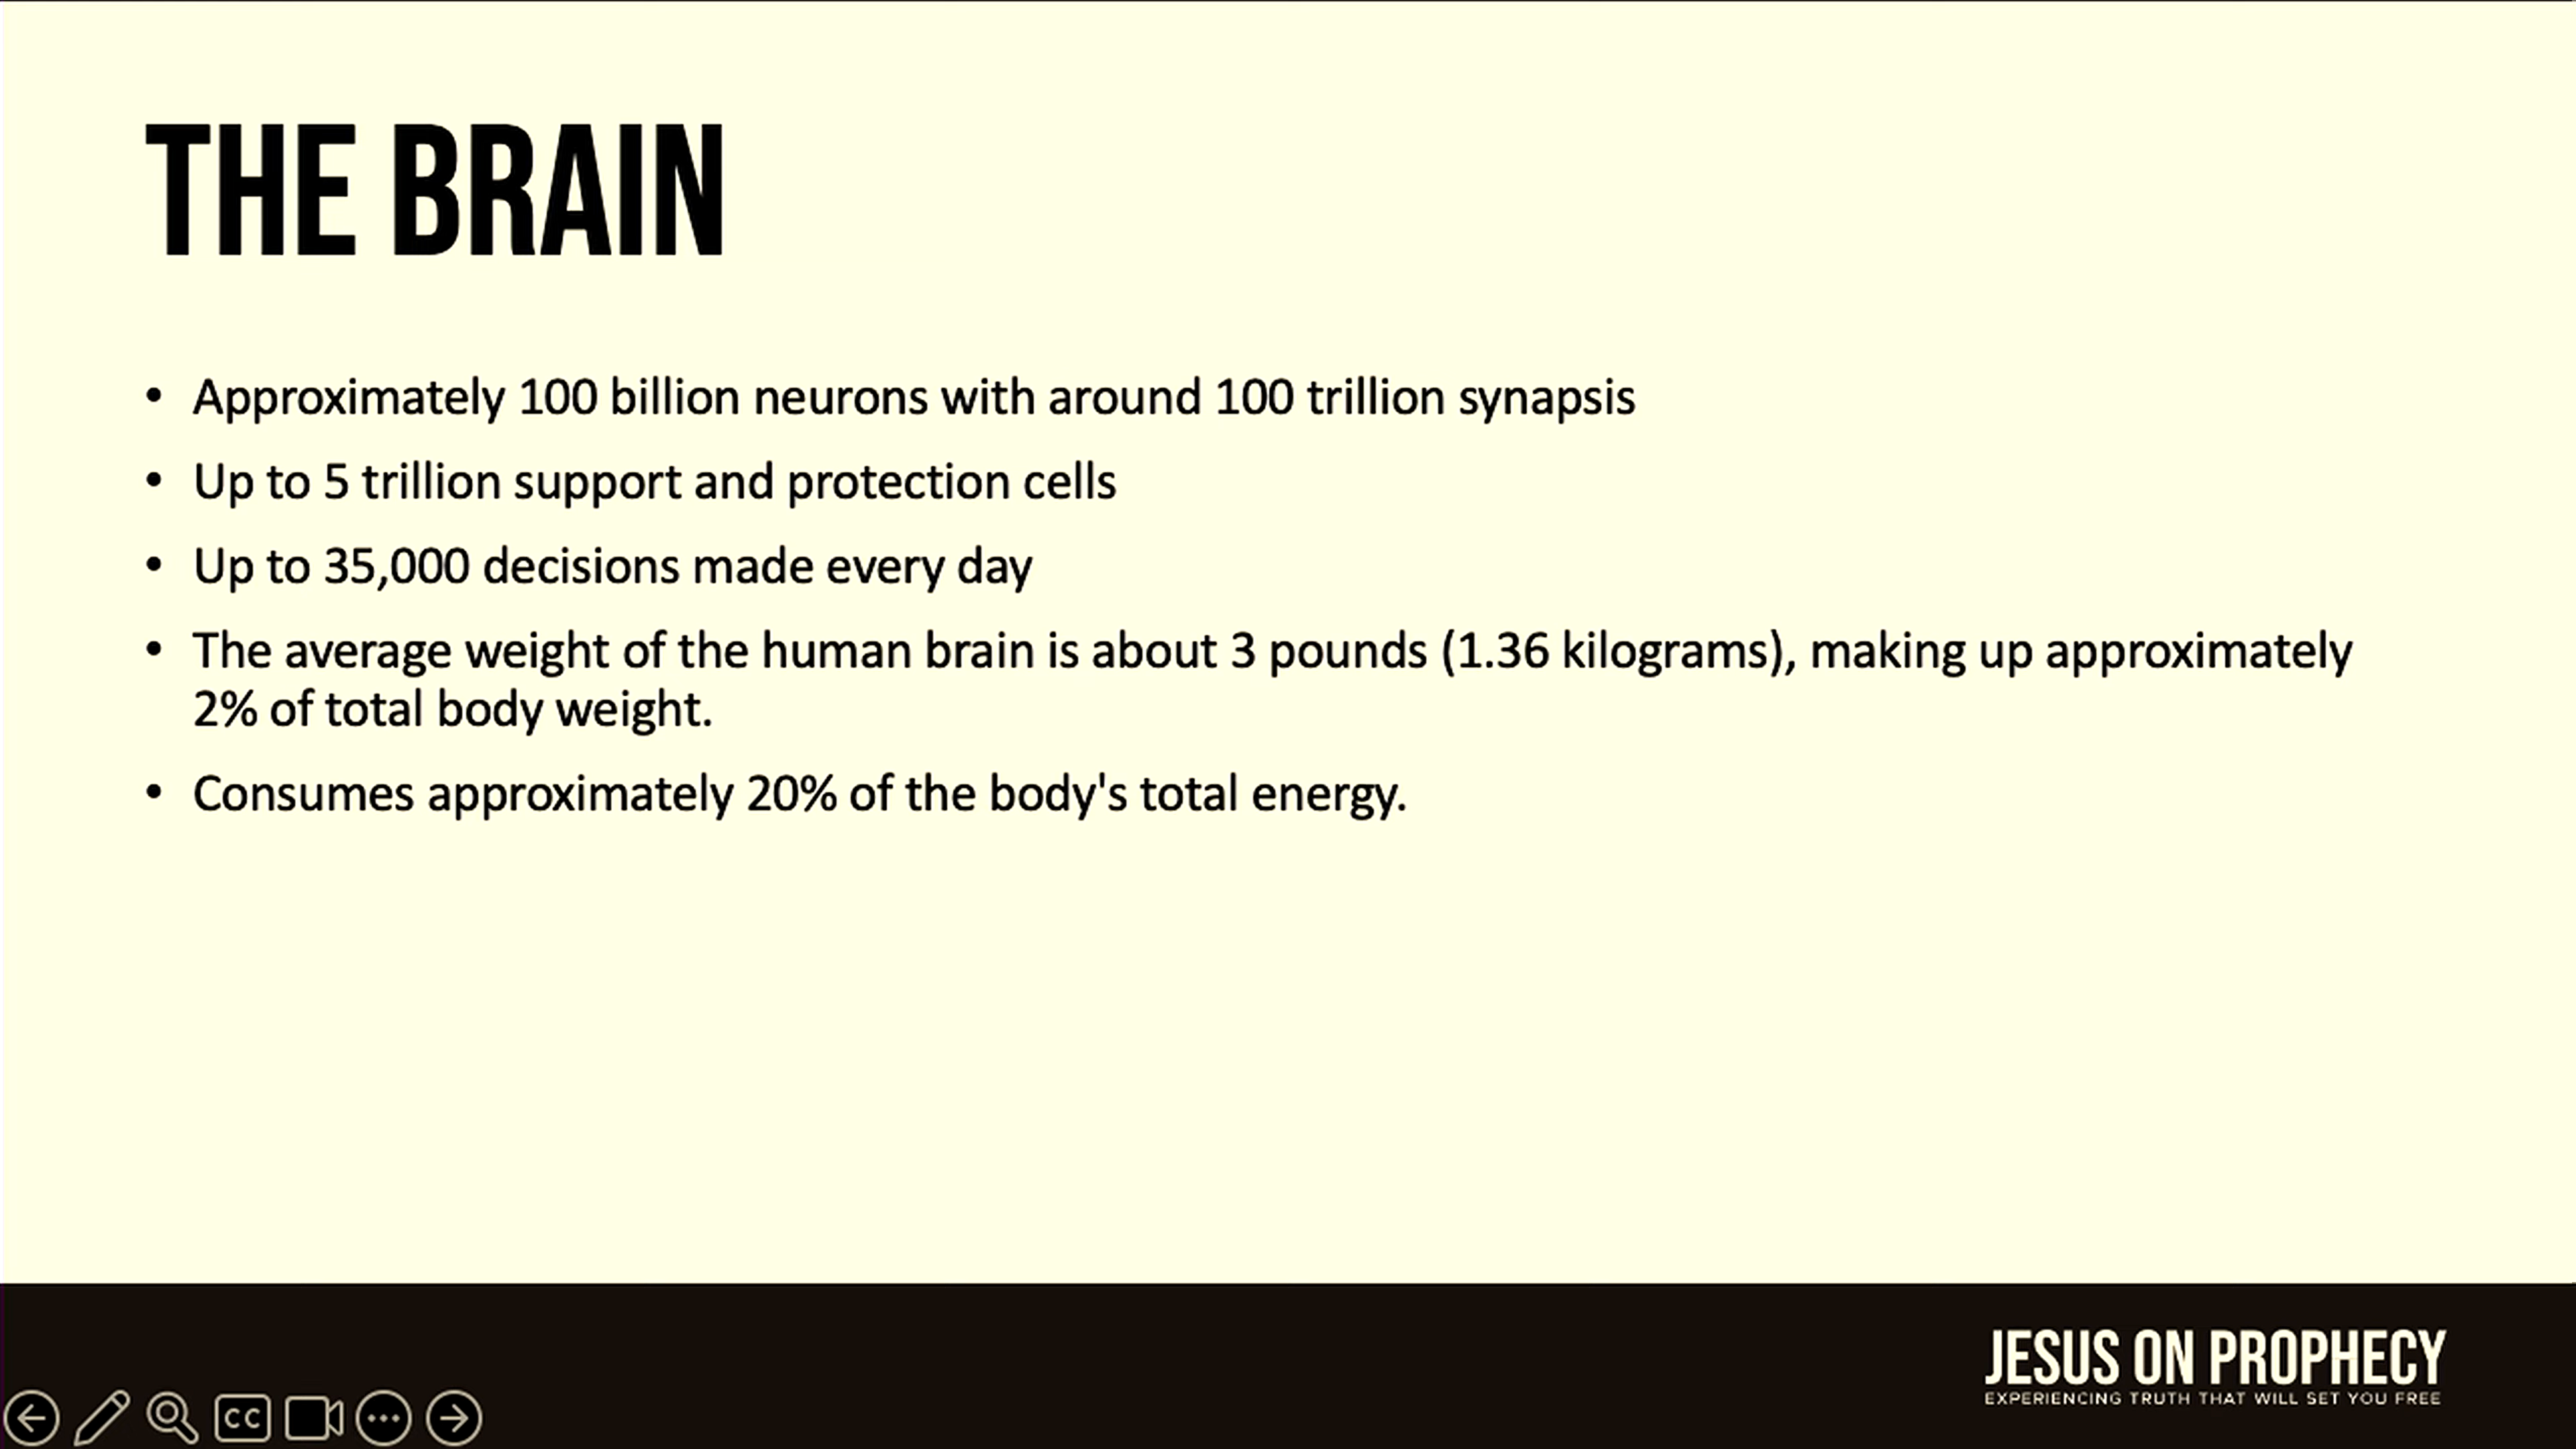 THE BRAIN
• Approximately 100 billion neurons with around 100 trillion synapsis
• Up to 5 trillion support and protection cells
• Up to 35,000 decisions made every day
• The average weight of the human brain is about 3 pounds (1.36 kilograms), making up approximately
2% of total body weight.
• Consumes approximately 20% of the body's total energy.
JESUS ON PROPHECY
EXPERIENCING TRUTH THAT WILL SET YOU FREE
CC